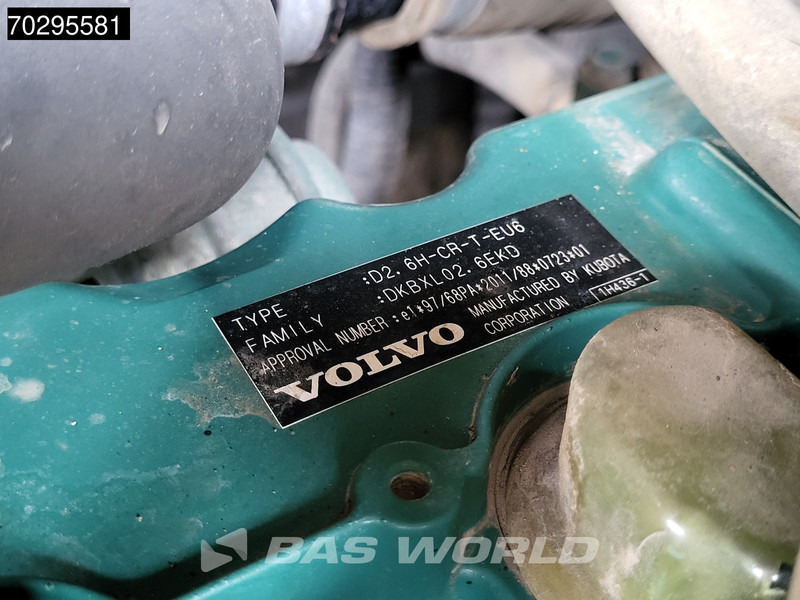 70295581
TYPE :D2.6H-CR-T-EU6
FAMILY :DKBXL02.6EKD
APPROVAL NUMBER :e1*97/68PA*2011/88*0723*01
VOLVO MANUFACTURED BY KUBOTA
CORPORATION 1H436-1
BAS WORLD